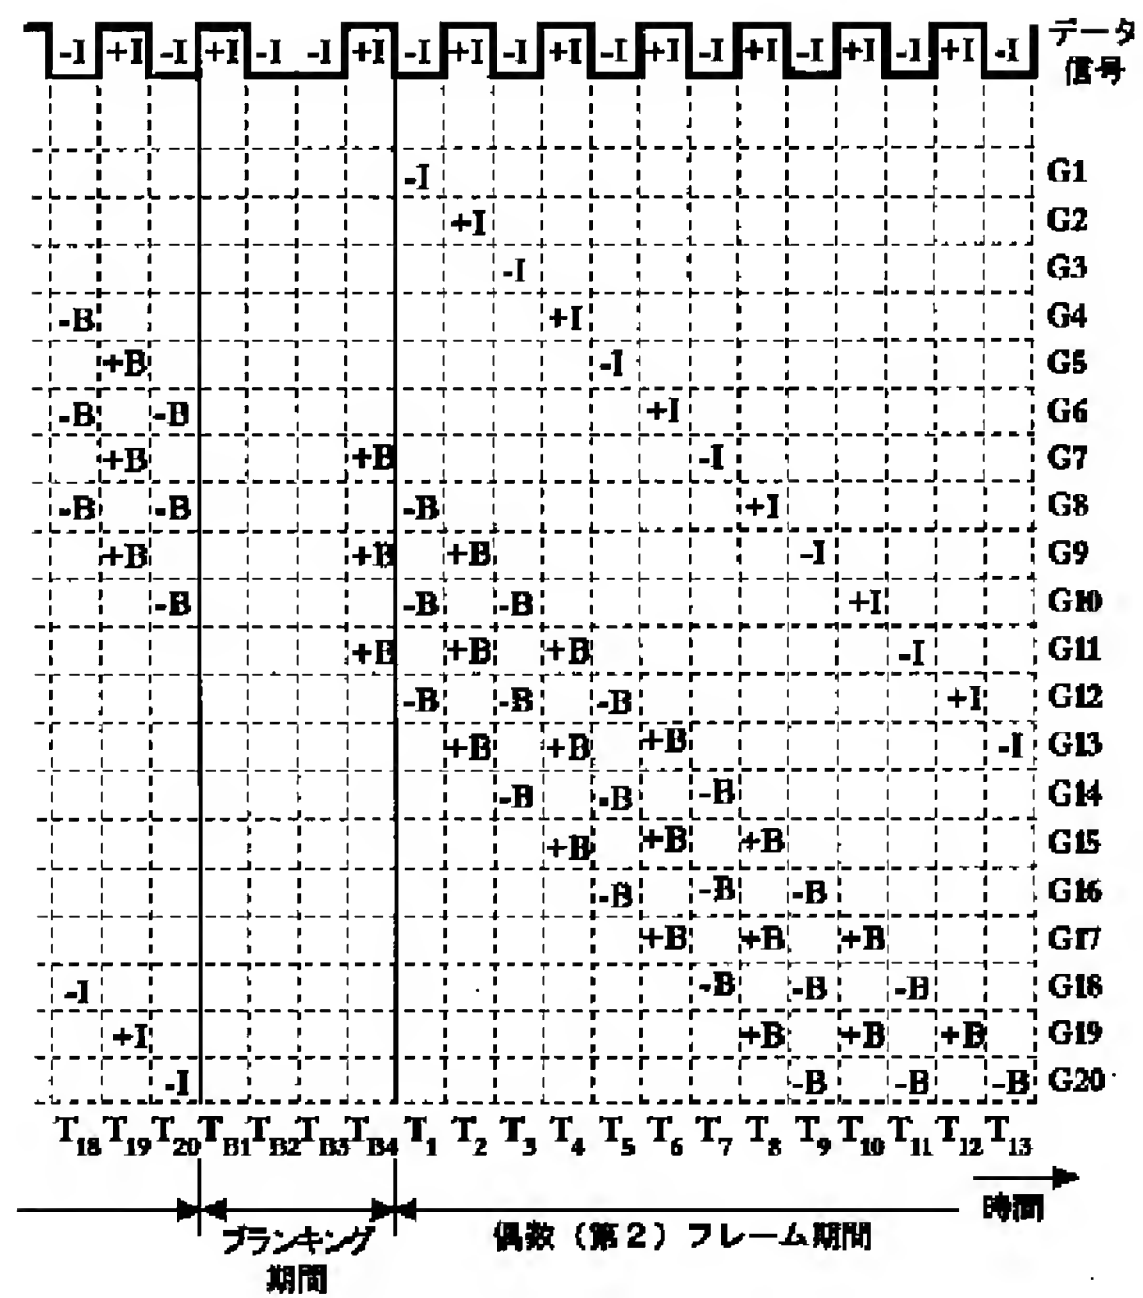 -I +I -I +I -I -I +I -I +I -I +I -I +I -I +I -I +I -I +I -I データ
信号
-I G1
+I G2
-I G3
-B +I G4
+B -I G5
-B -B +I G6
+B +B -I G7
-B -B -B +I G8
+B +B +B -I G9
-B -B -B +I G10
+B +B +B -I G11
-B -B -B +I G12
+B +B +B -I G13
-B -B -B G14
+B +B +B G15
-B -B -B G16
+B +B +B G17
-I -B -B -B G18
+I +B +B +B G19
-I -B -B -B G20
T18 T19 T20 TB1 TB2 TB3 TB4 T1 T2 T3 T4 T5 T6 T7 T8 T9 T10 T11 T12 T13
時間
ブランキング
期間
偶数(第2)フレーム期間